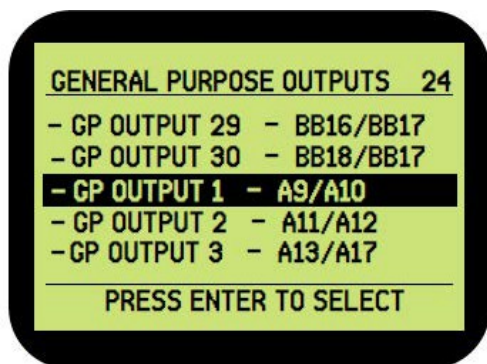 GENERAL PURPOSE OUTPUTS 24
- GP OUTPUT 29 - BB16/BB17
- GP OUTPUT 30 - BB18/BB17
- GP OUTPUT 1 - A9/A10
- GP OUTPUT 2 - A11/A12
- GP OUTPUT 3 - A13/A17
PRESS ENTER TO SELECT